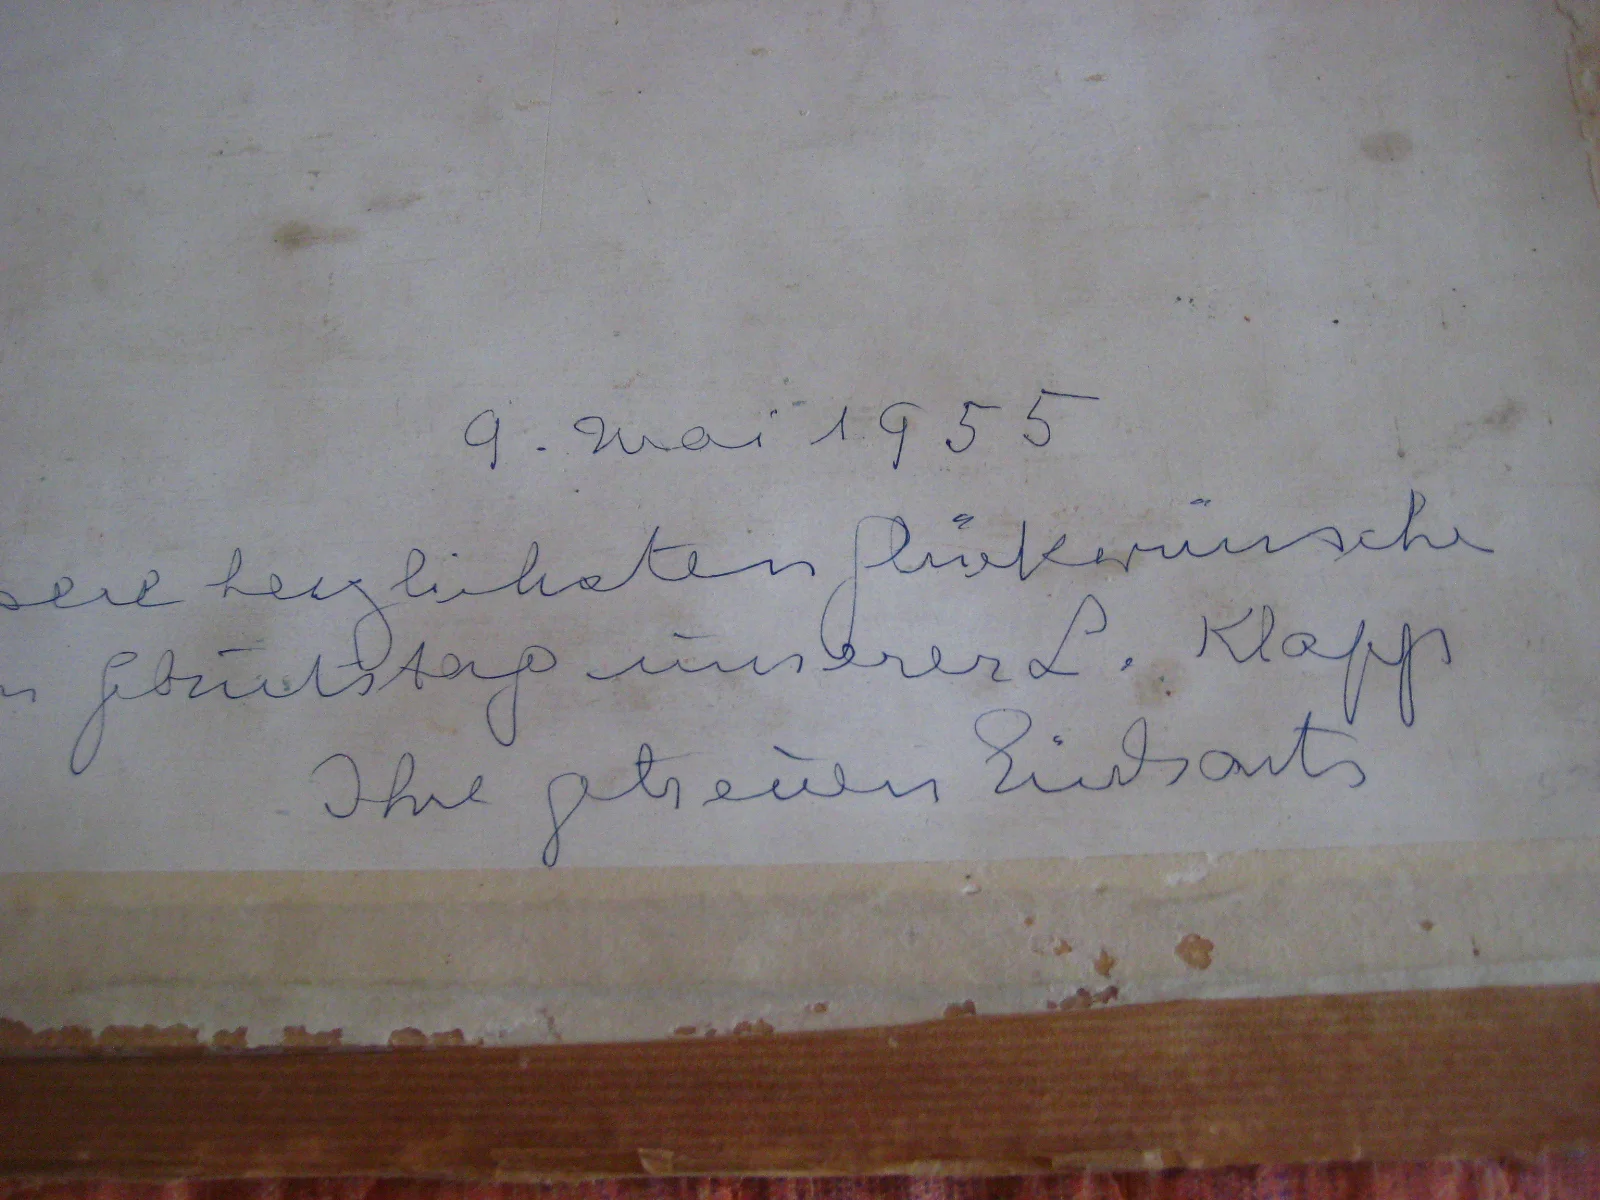 9. Mai 1955
sere herzlichsten Glückwünsche
n Geburtstag unserer L. Klapp
Ihre getreuen